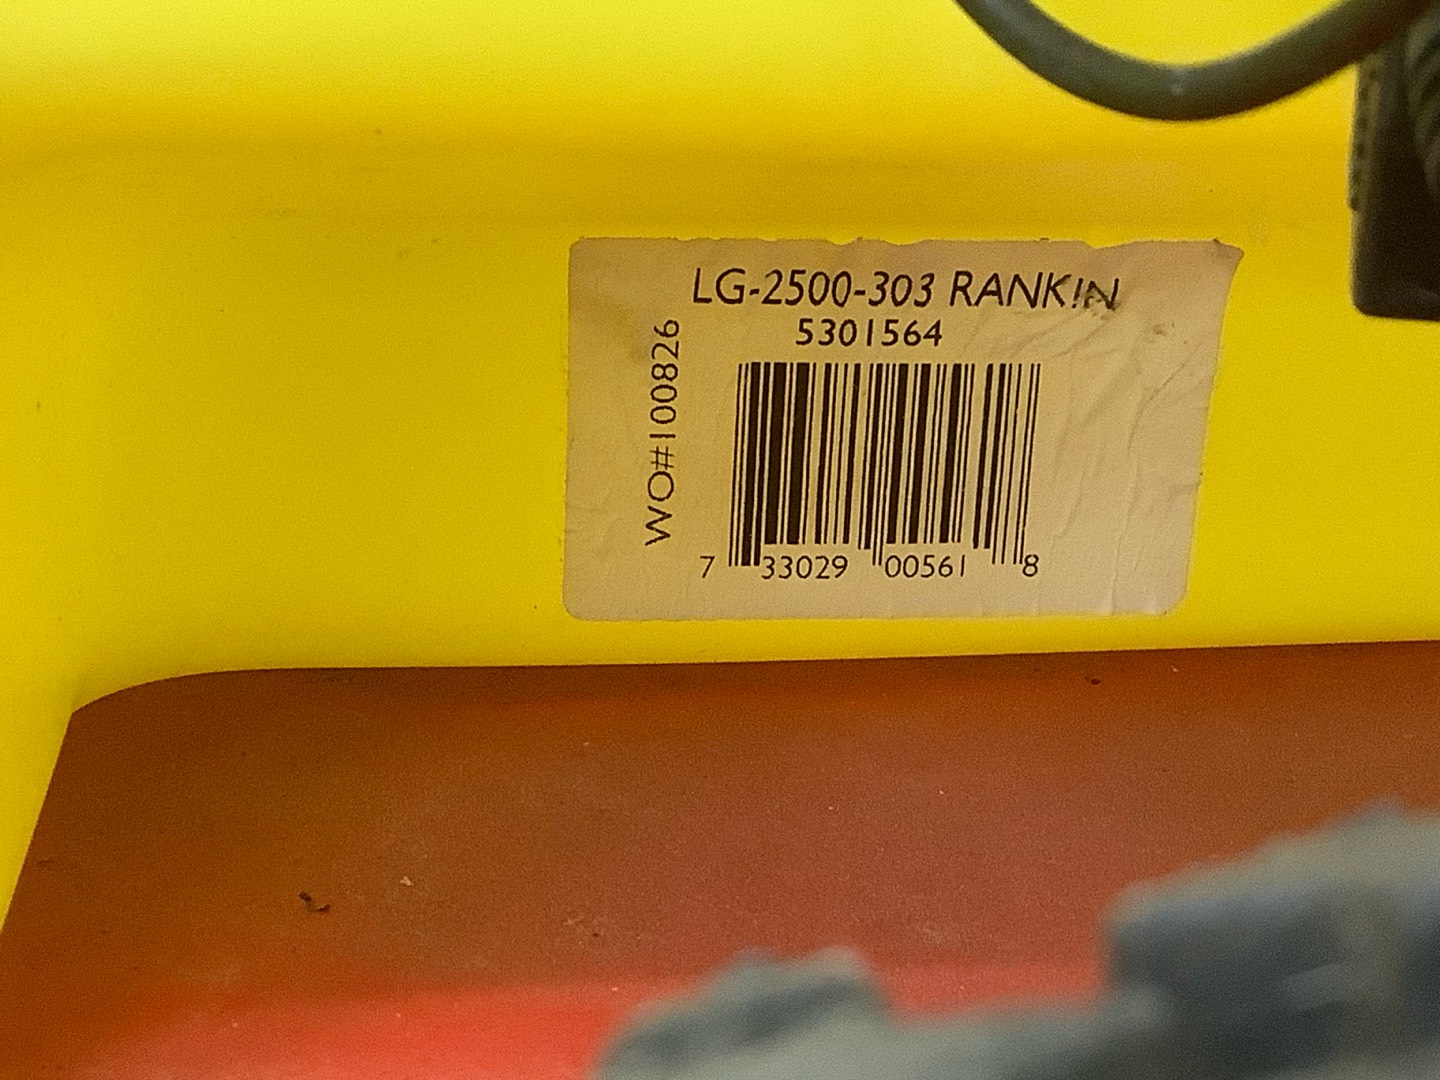 LG-2500-303 RANKIN
5301564
WO#100826
7 33029 00561 8